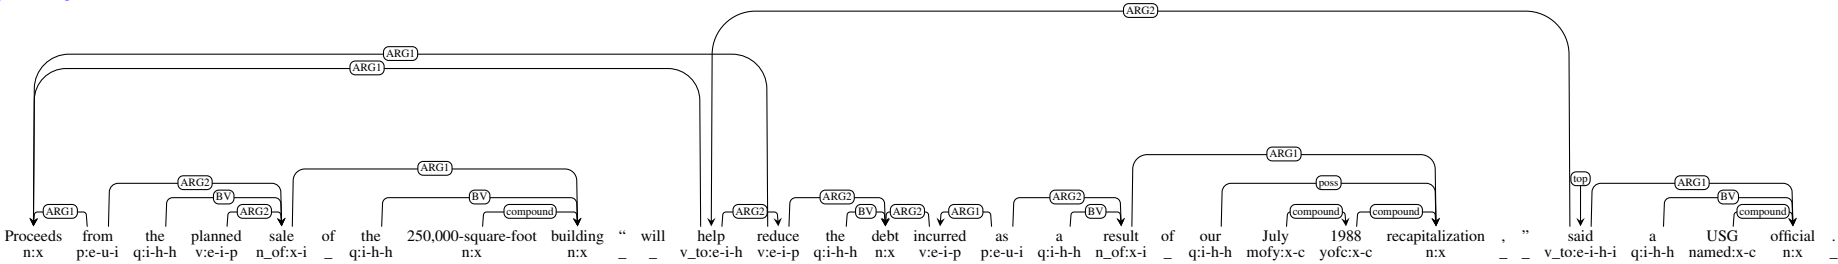 ARG2
ARG1
ARG1
ARG1
ARG1
top
ARG2 ARG2 poss ARG1
BV BV ARG2 ARG2 BV
ARG1 ARG2 compound ARG2 BV ARG2 ARG1 BV compound compound compound
Proceeds from the planned sale of the 250,000-square-foot building “ will help reduce the debt incurred as a result of our July 1988 recapitalization , ” said a USG official .
n:x p:e-u-i q:i-h-h v:e-i-p n_of:x-i _ q:i-h-h n:x n:x _ _ v_to:e-i-h v:e-i-p q:i-h-h n:x v:e-i-p p:e-u-i q:i-h-h n_of:x-i _ q:i-h-h mofy:x-c yofc:x-c n:x _ _ v_to:e-i-h-i q:i-h-h named:x-c n:x _